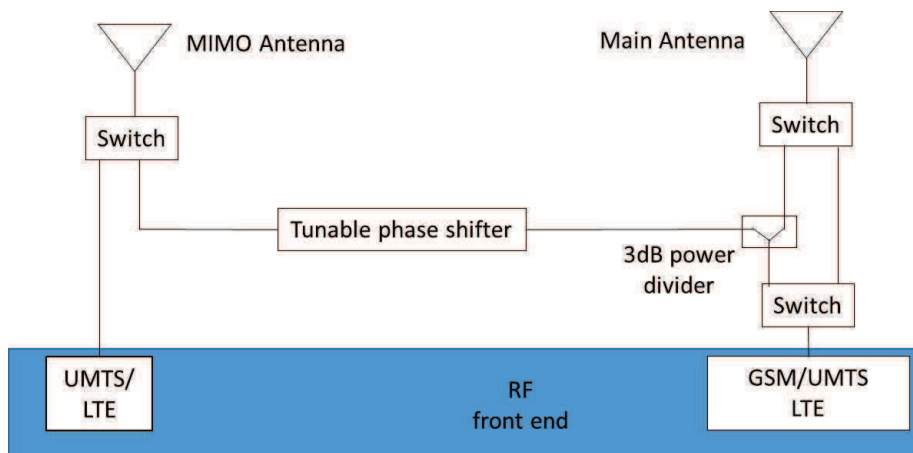 MIMO Antenna
Main Antenna
Switch
Switch
Tunable phase shifter
3dB power
divider
Switch
UMTS/
LTE
RF
front end
GSM/UMTS
LTE